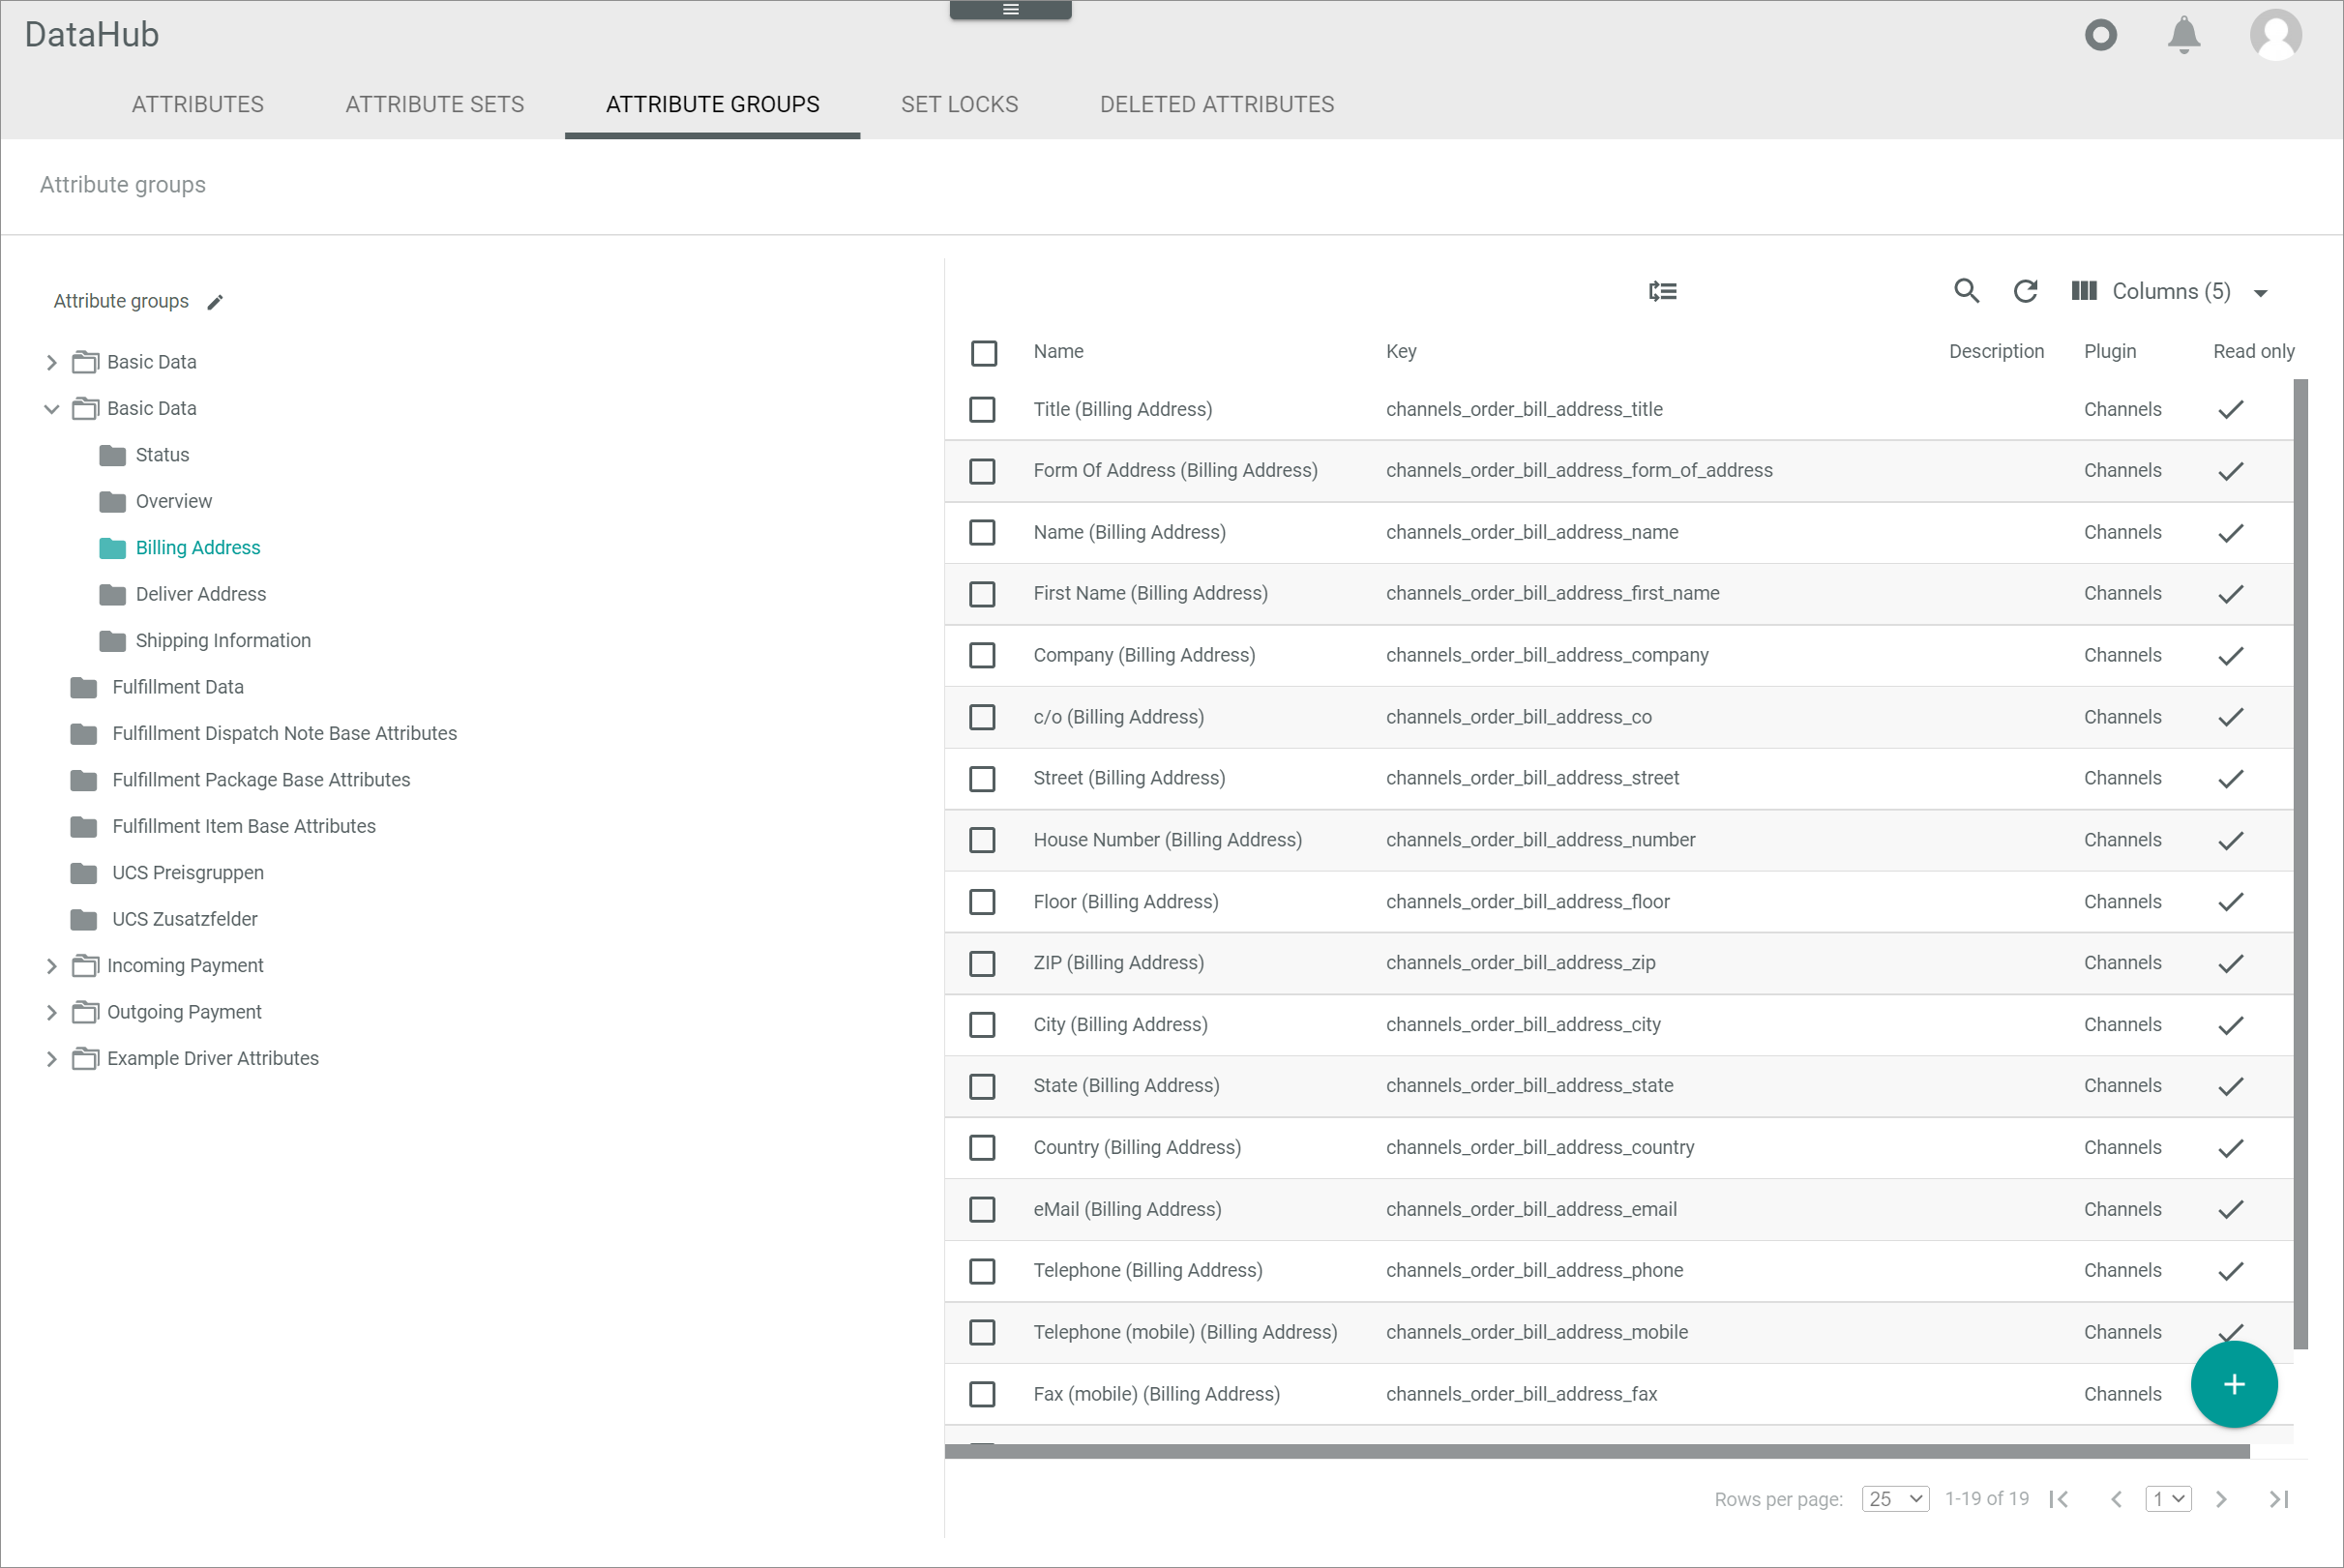 DataHub
ATTRIBUTES ATTRIBUTE SETS ATTRIBUTE GROUPS SET LOCKS DELETED ATTRIBUTES
Attribute groups
Attribute groups
Basic Data
Basic Data
Status
Overview
Billing Address
Deliver Address
Shipping Information
Fulfillment Data
Fulfillment Dispatch Note Base Attributes
Fulfillment Package Base Attributes
Fulfillment Item Base Attributes
UCS Preisgruppen
UCS Zusatzfelder
Incoming Payment
Outgoing Payment
Example Driver Attributes
Columns (5)
Name Key Description Plugin Read only
Title (Billing Address) channels_order_bill_address_title Channels
Form Of Address (Billing Address) channels_order_bill_address_form_of_address Channels
Name (Billing Address) channels_order_bill_address_name Channels
First Name (Billing Address) channels_order_bill_address_first_name Channels
Company (Billing Address) channels_order_bill_address_company Channels
c/o (Billing Address) channels_order_bill_address_co Channels
Street (Billing Address) channels_order_bill_address_street Channels
House Number (Billing Address) channels_order_bill_address_number Channels
Floor (Billing Address) channels_order_bill_address_floor Channels
ZIP (Billing Address) channels_order_bill_address_zip Channels
City (Billing Address) channels_order_bill_address_city Channels
State (Billing Address) channels_order_bill_address_state Channels
Country (Billing Address) channels_order_bill_address_country Channels
eMail (Billing Address) channels_order_bill_address_email Channels
Telephone (Billing Address) channels_order_bill_address_phone Channels
Telephone (mobile) (Billing Address) channels_order_bill_address_mobile Channels
Fax (mobile) (Billing Address) channels_order_bill_address_fax Channels
Rows per page: 25 1-19 of 19 1